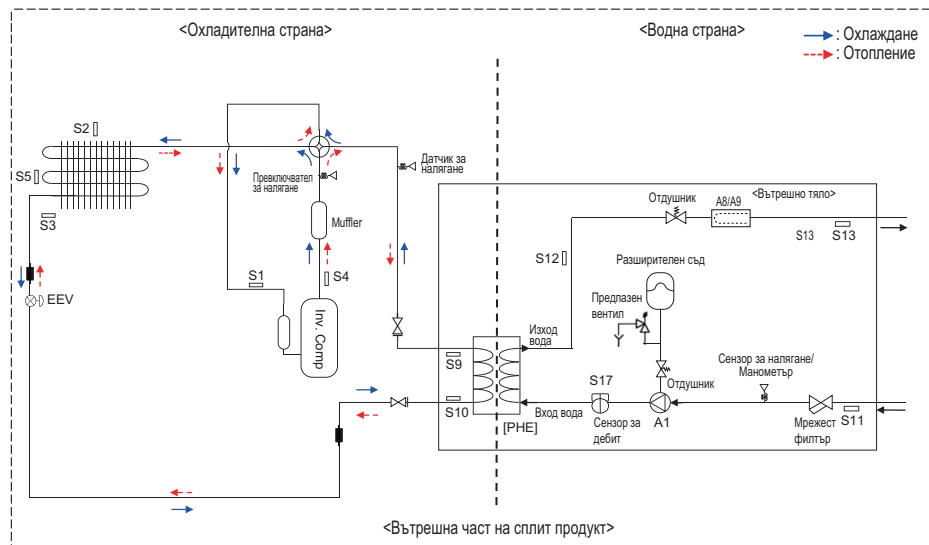 <Охладителна страна>
<Водна страна>
: Охлаждане
: Отопление
S2
S5
S3
EEV
Превключвател
за налягане
Датчик за
налягане
Muffler
S1
S4
Inv. Comp
<Вътрешно тяло>
Отдушник
A8/A9
S13
S13
S12
Разширителен съд
Предпазен
вентил
Изход
вода
S9
S10
[PHE]
Вход вода
S17
Сензор за
дебит
Отдушник
A1
Сензор за налягане/
Манометър
Мрежест
филтър
S11
<Вътрешна част на сплит продукт>